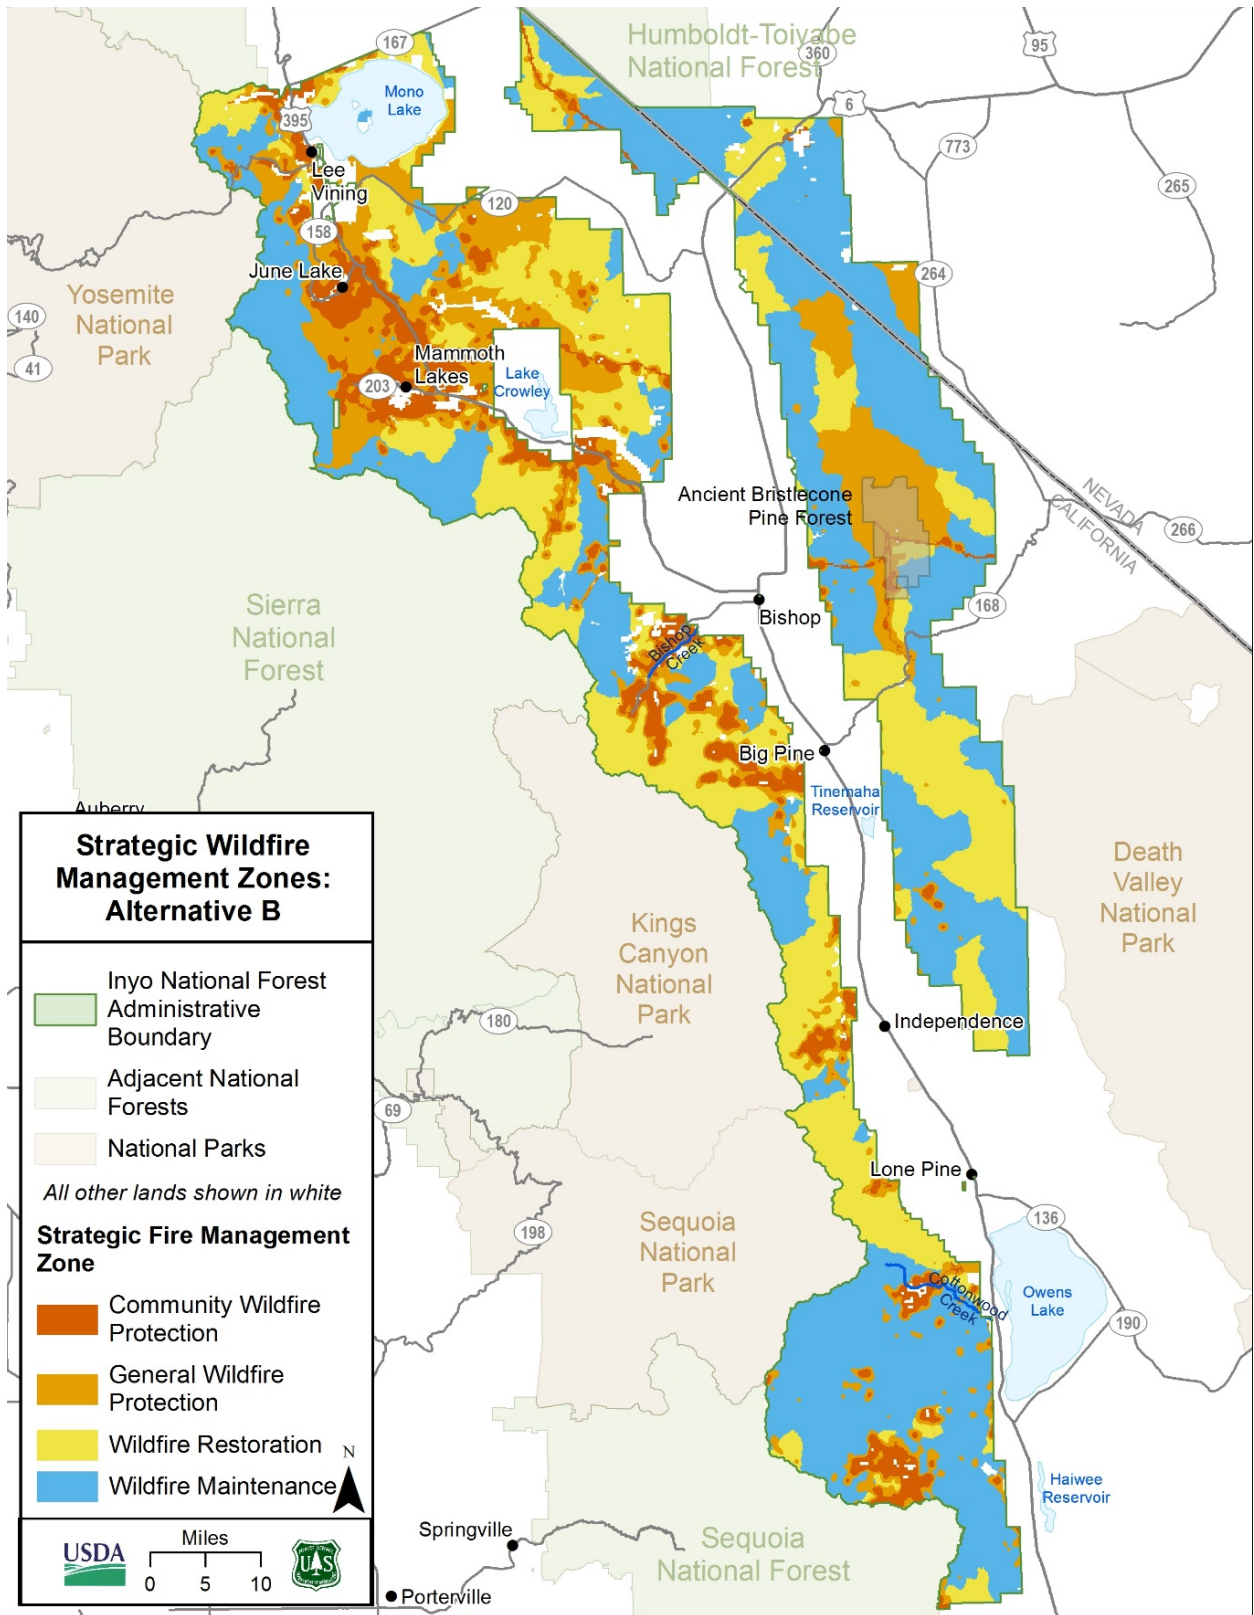 Humboldt-Toiyabe
National Forest
167
360
95
6
Mono
Lake
395
773
Lee
Vining
265
120
158
June Lake
264
Yosemite
National
Park
140
41
Mammoth
Lakes
203
Lake
Crowley
Ancient Bristlecone
Pine Forest
NEVADA
CALIFORNIA
266
168
Sierra
National
Forest
Bishop
Bishop
Creek
Big Pine
Tinemaha
Reservoir
Auberry
Death
Valley
National
Park
Kings
Canyon
National
Park
180
Independence
69
Lone Pine
198
136
Sequoia
National
Park
Cottonwood
Creek
Owens
Lake
190
Haiwee
Reservoir
Springville
Sequoia
National Forest
Porterville
Strategic Wildfire
Management Zones:
Alternative B
Inyo National Forest
Administrative
Boundary
Adjacent National
Forests
National Parks
All other lands shown in white
Strategic Fire Management
Zone
Community Wildfire
Protection
General Wildfire
Protection
Wildfire Restoration
Wildfire Maintenance
N
USDA
Miles
0 5 10
U S